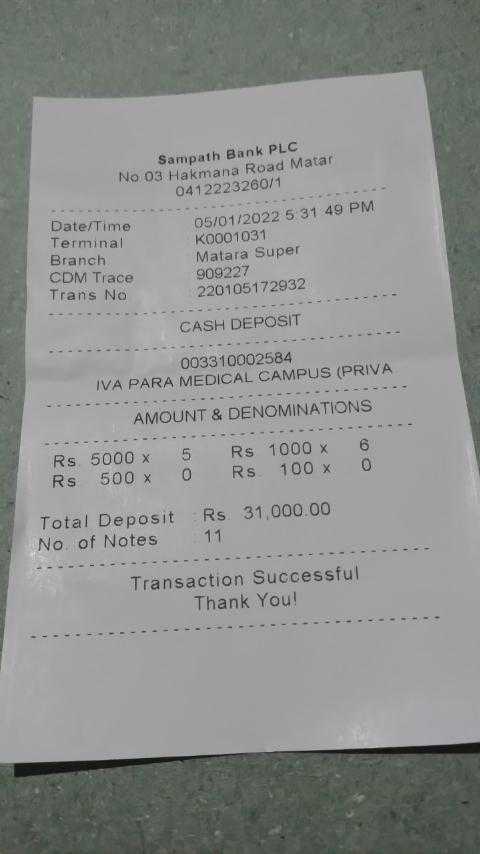 Sampath Bank PLC
No 03 Hakmana Road Matar
0412223260/1
Date/Time 05/01/2022 5:31 49 PM
Terminal K0001031
Branch Matara Super
CDM Trace 909227
Trans No 220105172932
CASH DEPOSIT
003310002584
IVA PARA MEDICAL CAMPUS (PRIVA
AMOUNT & DENOMINATIONS
Rs. 5000 x 5 Rs 1000 x 6
Rs. 500 x 0 Rs. 100 x 0
Total Deposit : Rs 31,000.00
No. of Notes : 11
Transaction Successful
Thank You!